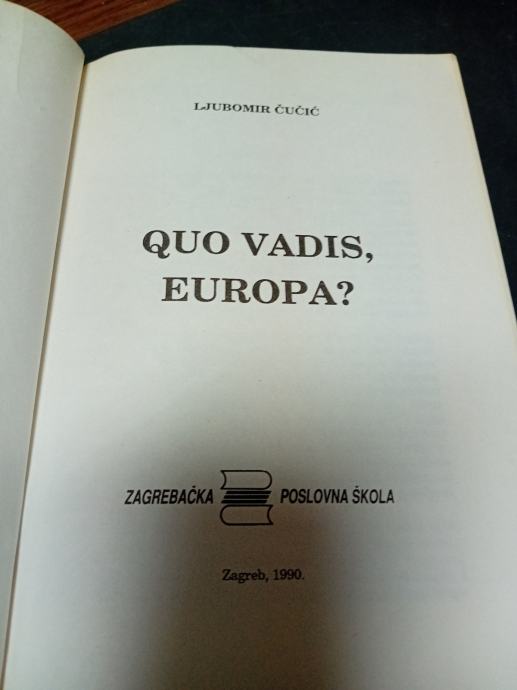 LJUBOMIR ČUČIĆ
QUO VADIS,
EUROPA?
ZAGREBAČKA POSLOVNA ŠKOLA
Zagreb, 1990.